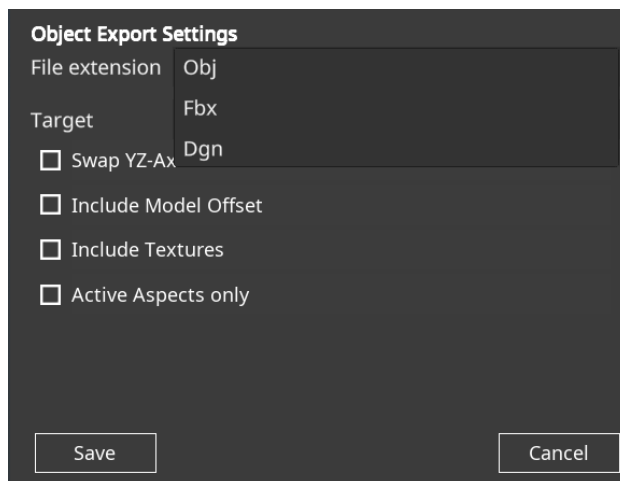 Object Export Settings
File extension Obj
Fbx
Target
Dgn
Swap YZ-Ax
Include Model Offset
Include Textures
Active Aspects only
Save Cancel